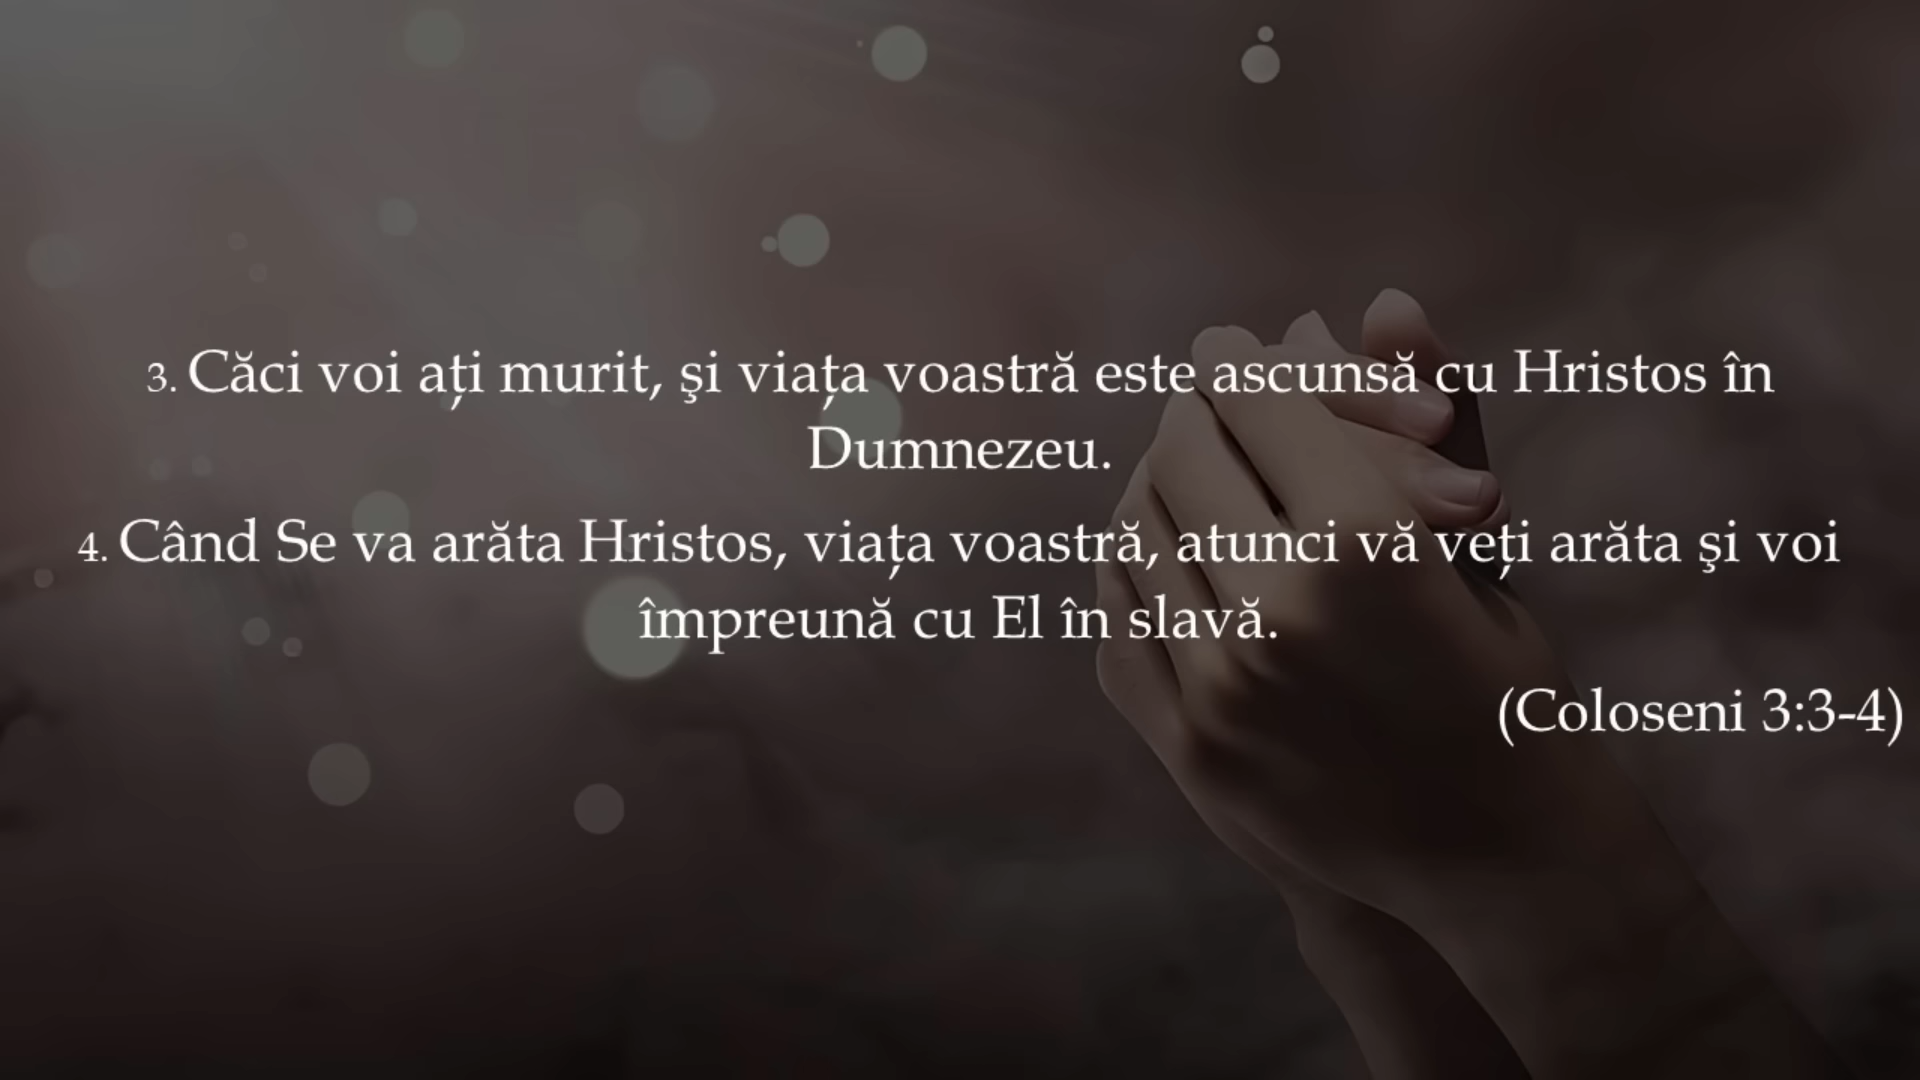 3. Căci voi ați murit, şi viața voastră este ascunsă cu Hristos în
Dumnezeu.
4. Când Se va arăta Hristos, viața voastră, atunci vă veți arăta şi voi
împreună cu El în slavă.
(Coloseni 3:3-4)